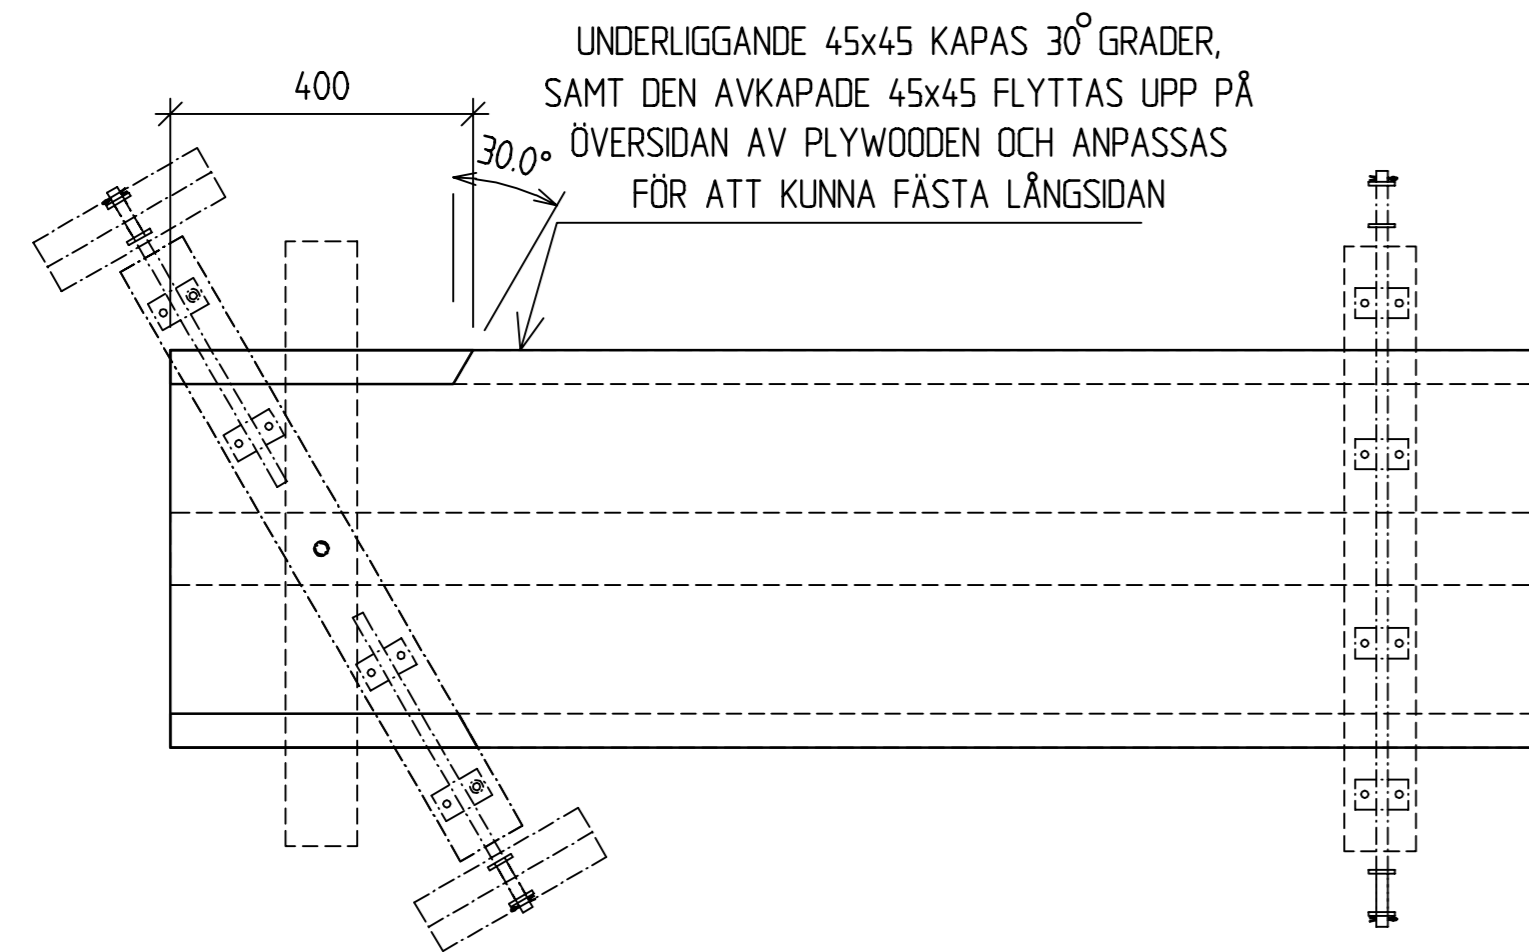 UNDERLIGGANDE 45x45 KAPAS 30° GRADER,
SAMT DEN AVKAPADE 45x45 FLYTTAS UPP PÅ
ÖVERSIDAN AV PLYWOODEN OCH ANPASSAS
FÖR ATT KUNNA FÄSTA LÅNGSIDAN
400
30.0°